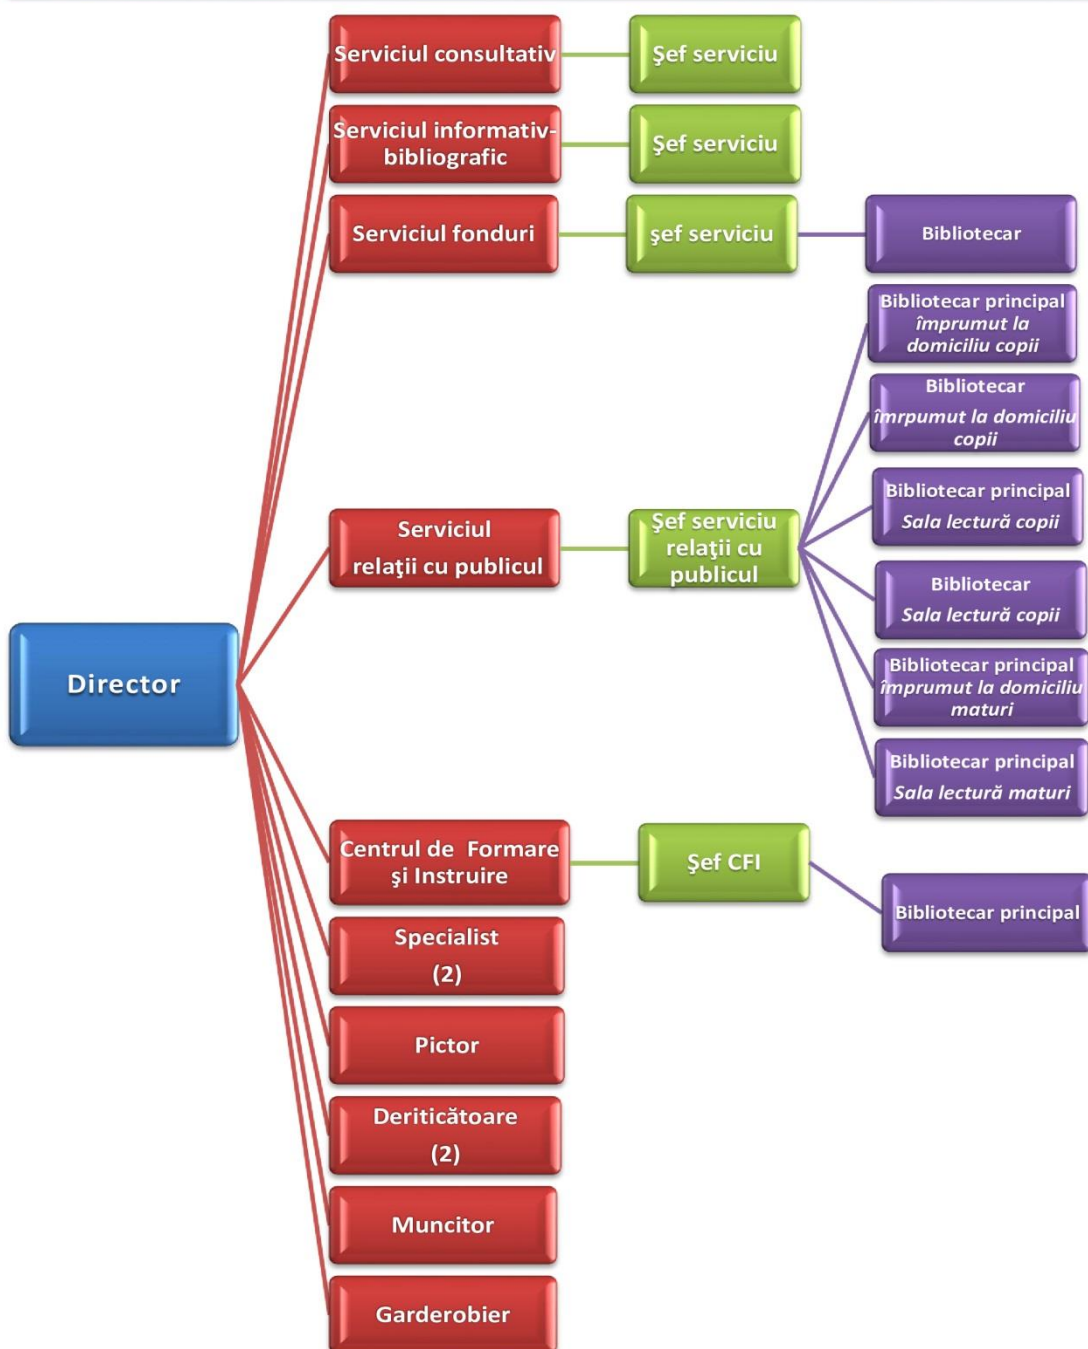 Serviciul consultativ
Şef serviciu
Serviciul informativ-
bibliografic
Şef serviciu
Serviciul fonduri
şef serviciu
Bibliotecar
Bibliotecar principal
împrumut la
domiciliu copii
Bibliotecar
îmrpumut la domiciliu
copii
Bibliotecar principal
Sala lectură copii
Serviciul
relaţii cu publicul
Şef serviciu
relaţii cu
publicul
Bibliotecar
Sala lectură copii
Bibliotecar principal
împrumut la domiciliu
maturi
Bibliotecar principal
Sala lectură maturi
Director
Centrul de  Formare
şi Instruire
Şef CFI
Bibliotecar principal
Specialist
(2)
Pictor
Deriticătoare
(2)
Muncitor
Garderobier